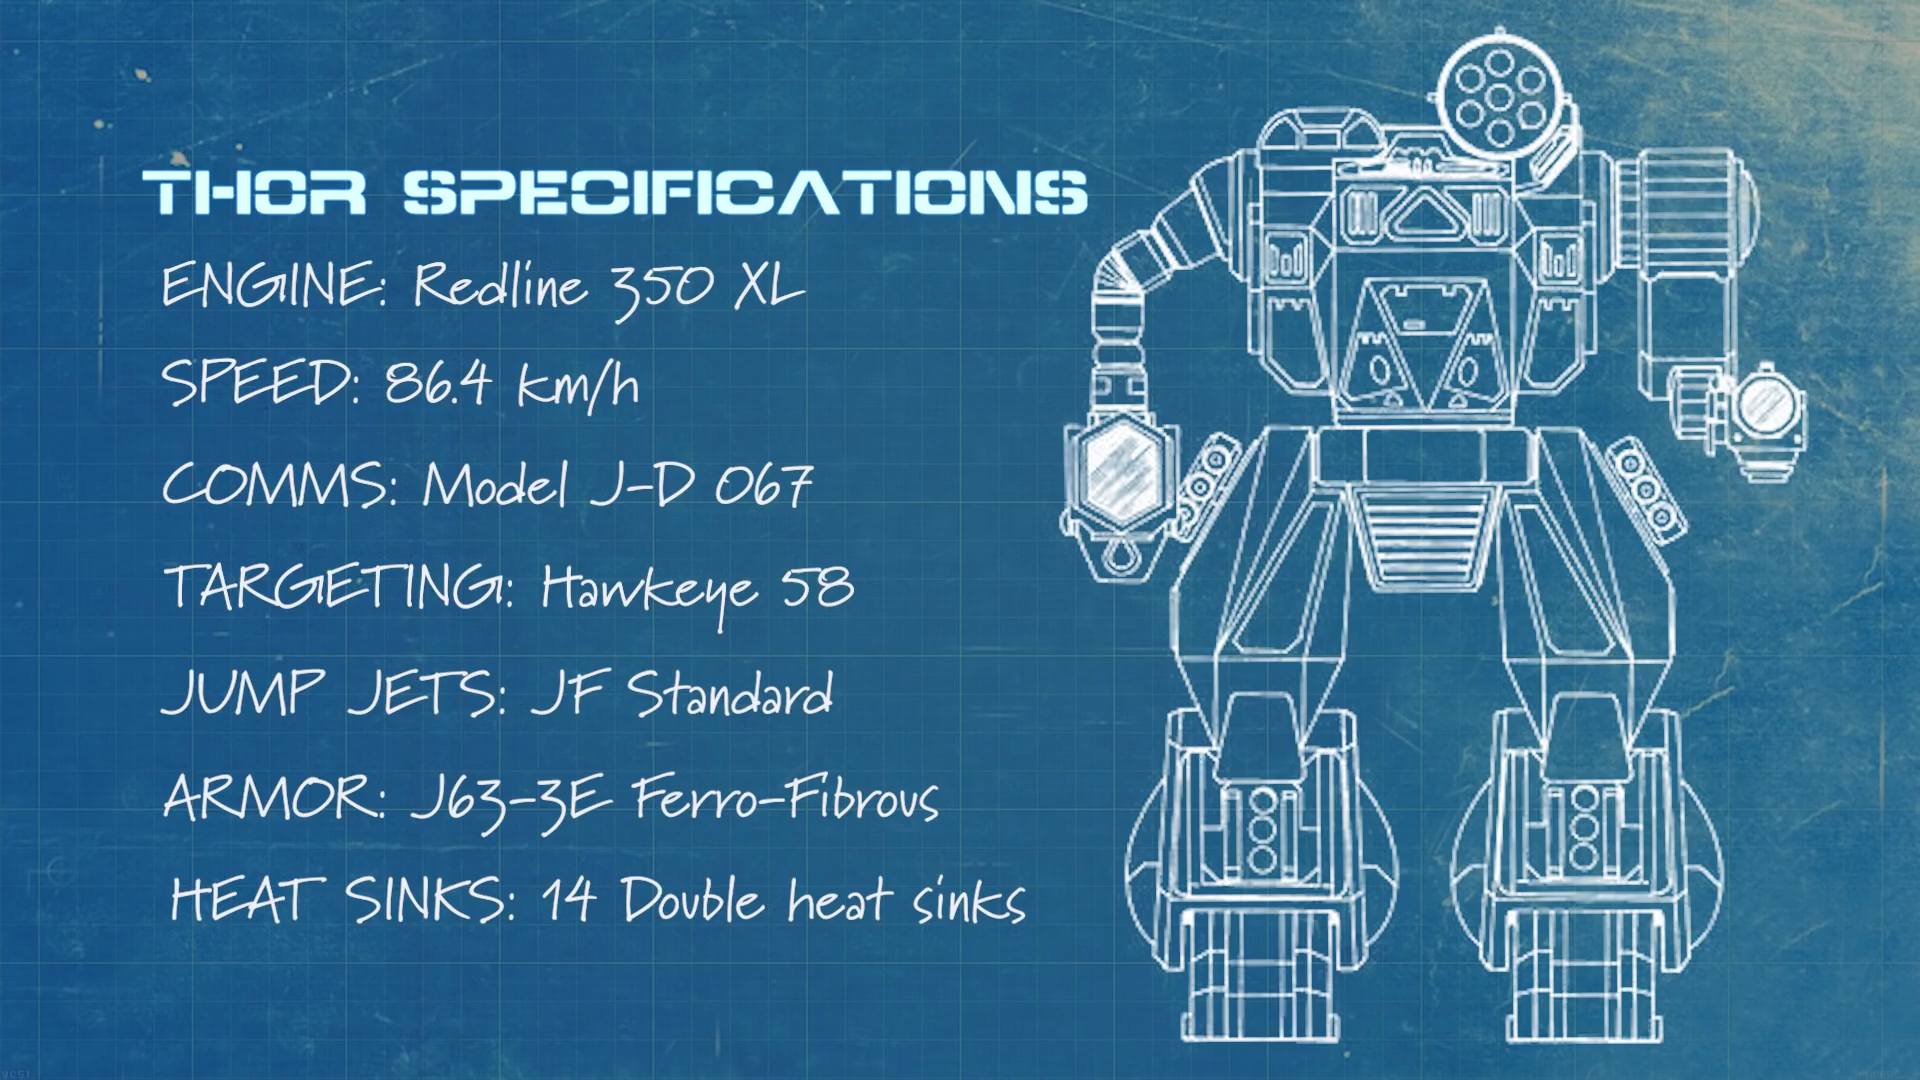 THOR SPECIFICATIONS
ENGINE: Redline 350 XL
SPEED: 86.4 km/h
COMMS: Model J-D 067
TARGETING: Hawkeye 58
JUMP JETS: JF Standard
ARMOR: J63-3E Ferro-Fibrous
HEAT SINKS: 14 Double heat sinks